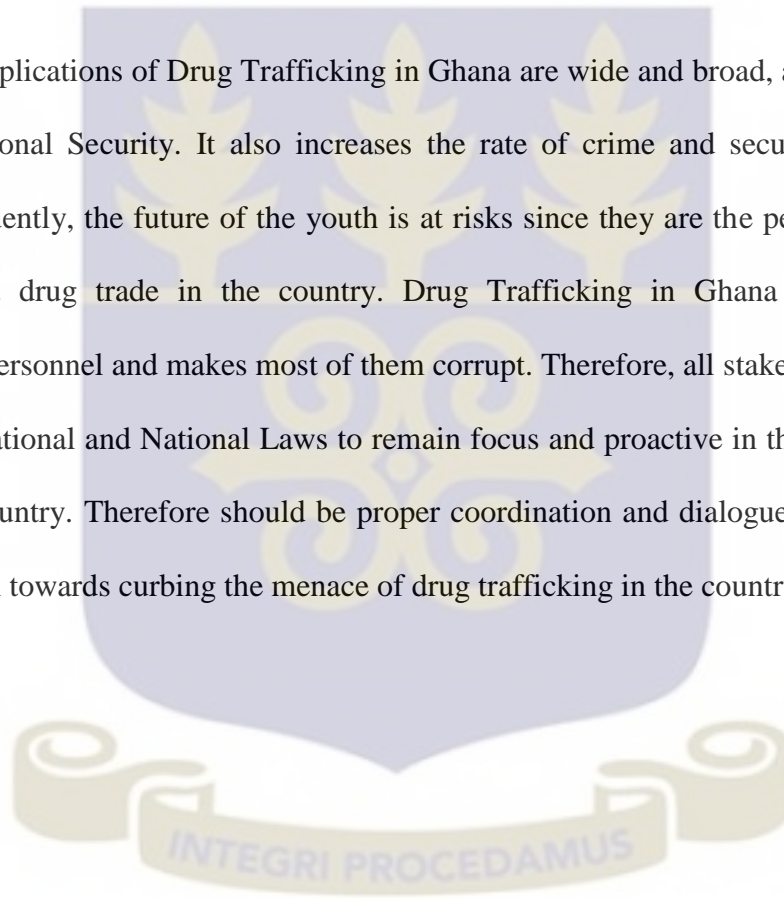 plications of Drug Trafficking in Ghana are wide and broad,
onal Security. It also increases the rate of crime and secu
ently, the future of the youth is at risks since they are the pe
drug trade in the country. Drug Trafficking in Ghana
ersonnel and makes most of them corrupt. Therefore, all stake
ational and National Laws to remain focus and proactive in th
untry. Therefore should be proper coordination and dialogue
towards curbing the menace of drug trafficking in the countr
INTEGRI PROCEDAMUS